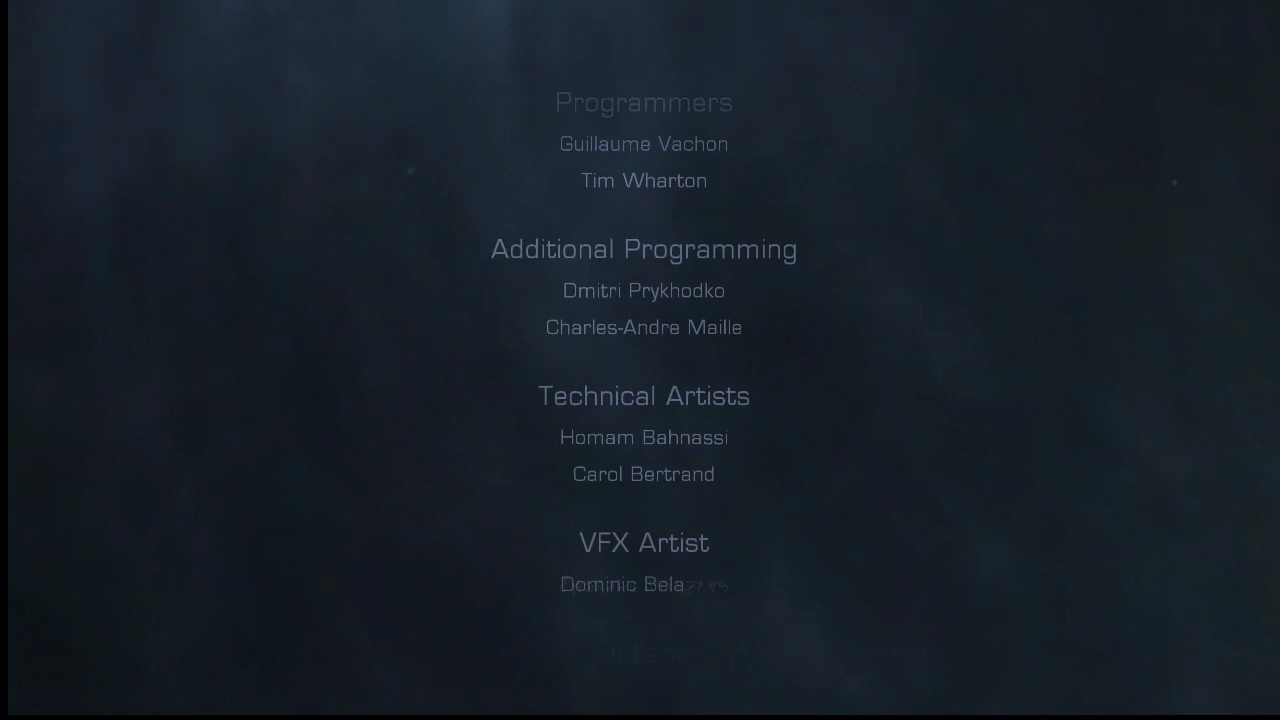 Programmers
Guillaume Vachon
Tim Wharton
Additional Programming
Dmitri Prykhodko
Charles-Andre Maille
Technical Artists
Homam Bahnassi
Carol Bertrand
VFX Artist
Dominic